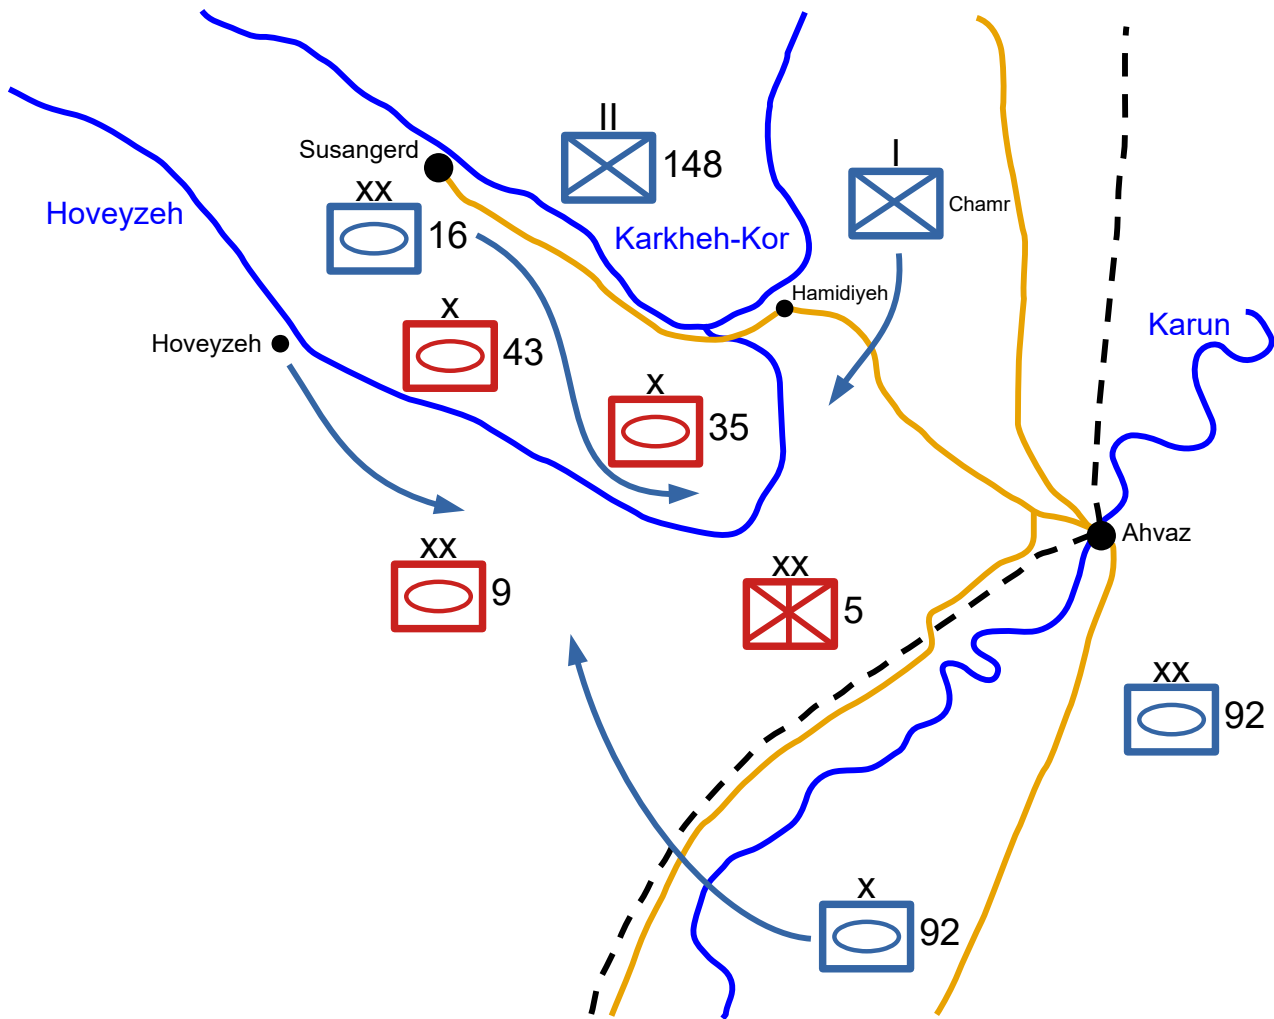 II
148
I
Chamr
Susangerd
xx
16
Hoveyzeh
Karkheh-Kor
Hamidiyeh
Karun
x
43
Hoveyzeh
x
35
Ahvaz
xx
9
xx
5
xx
92
x
92